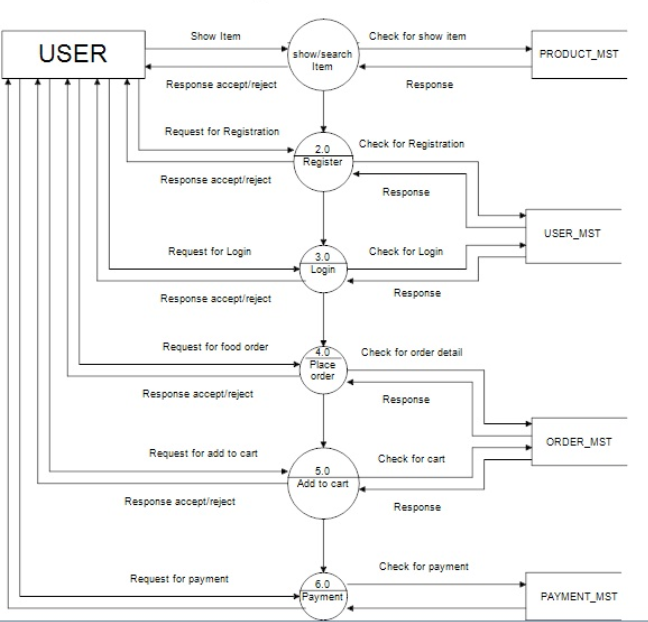 USER
Show Item
Check for show item
show/search
Item
PRODUCT_MST
Response accept/reject
Response
Request for Registration
2.0
Register
Check for Registration
Response accept/reject
Response
USER_MST
Request for Login
3.0
Login
Check for Login
Response accept/reject
Response
Request for food order
4.0
Place
order
Check for order detail
Response accept/reject
Response
ORDER_MST
Request for add to cart
5.0
Add to cart
Check for cart
Response accept/reject
Response
Request for payment
6.0
Payment
Check for payment
PAYMENT_MST